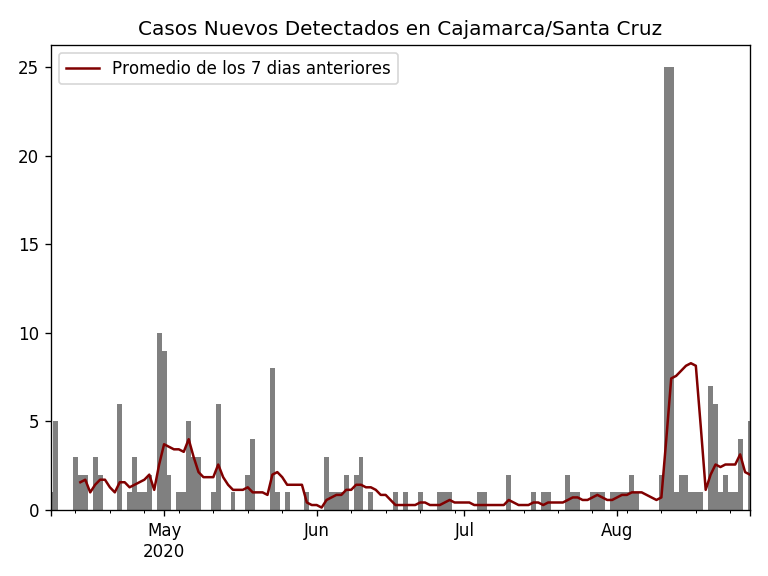 Casos Nuevos Detectados en Cajamarca/Santa Cruz
Promedio de los 7 dias anteriores
25
20
15
10
5
0
May
2020
Jun
Jul
Aug